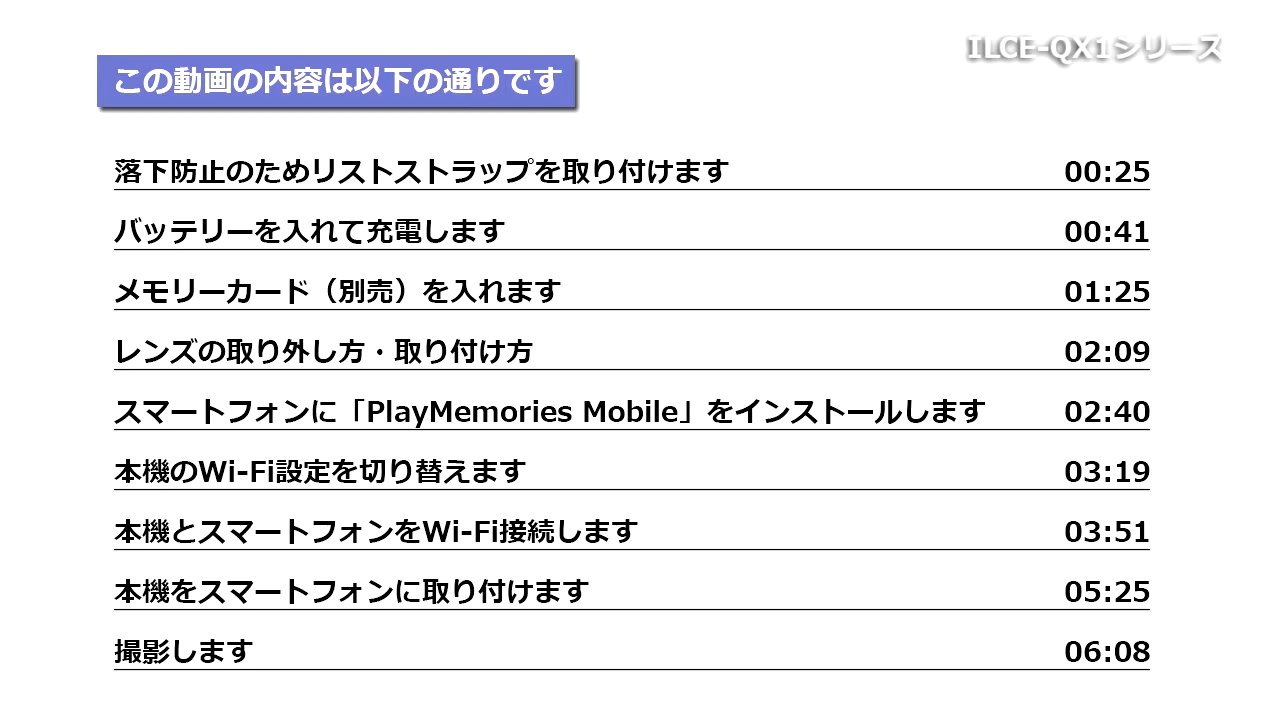 ILCE-QX1シリーズ
この動画の内容は以下の通りです
落下防止のためリストストラップを取り付けます 00:25
バッテリーを入れて充電します 00:41
メモリーカード（別売）を入れます 01:25
レンズの取り外し方・取り付け方 02:09
スマートフォンに「PlayMemories Mobile」をインストールします 02:40
本機のWi-Fi設定を切り替えます 03:19
本機とスマートフォンをWi-Fi接続します 03:51
本機をスマートフォンに取り付けます 05:25
撮影します 06:08